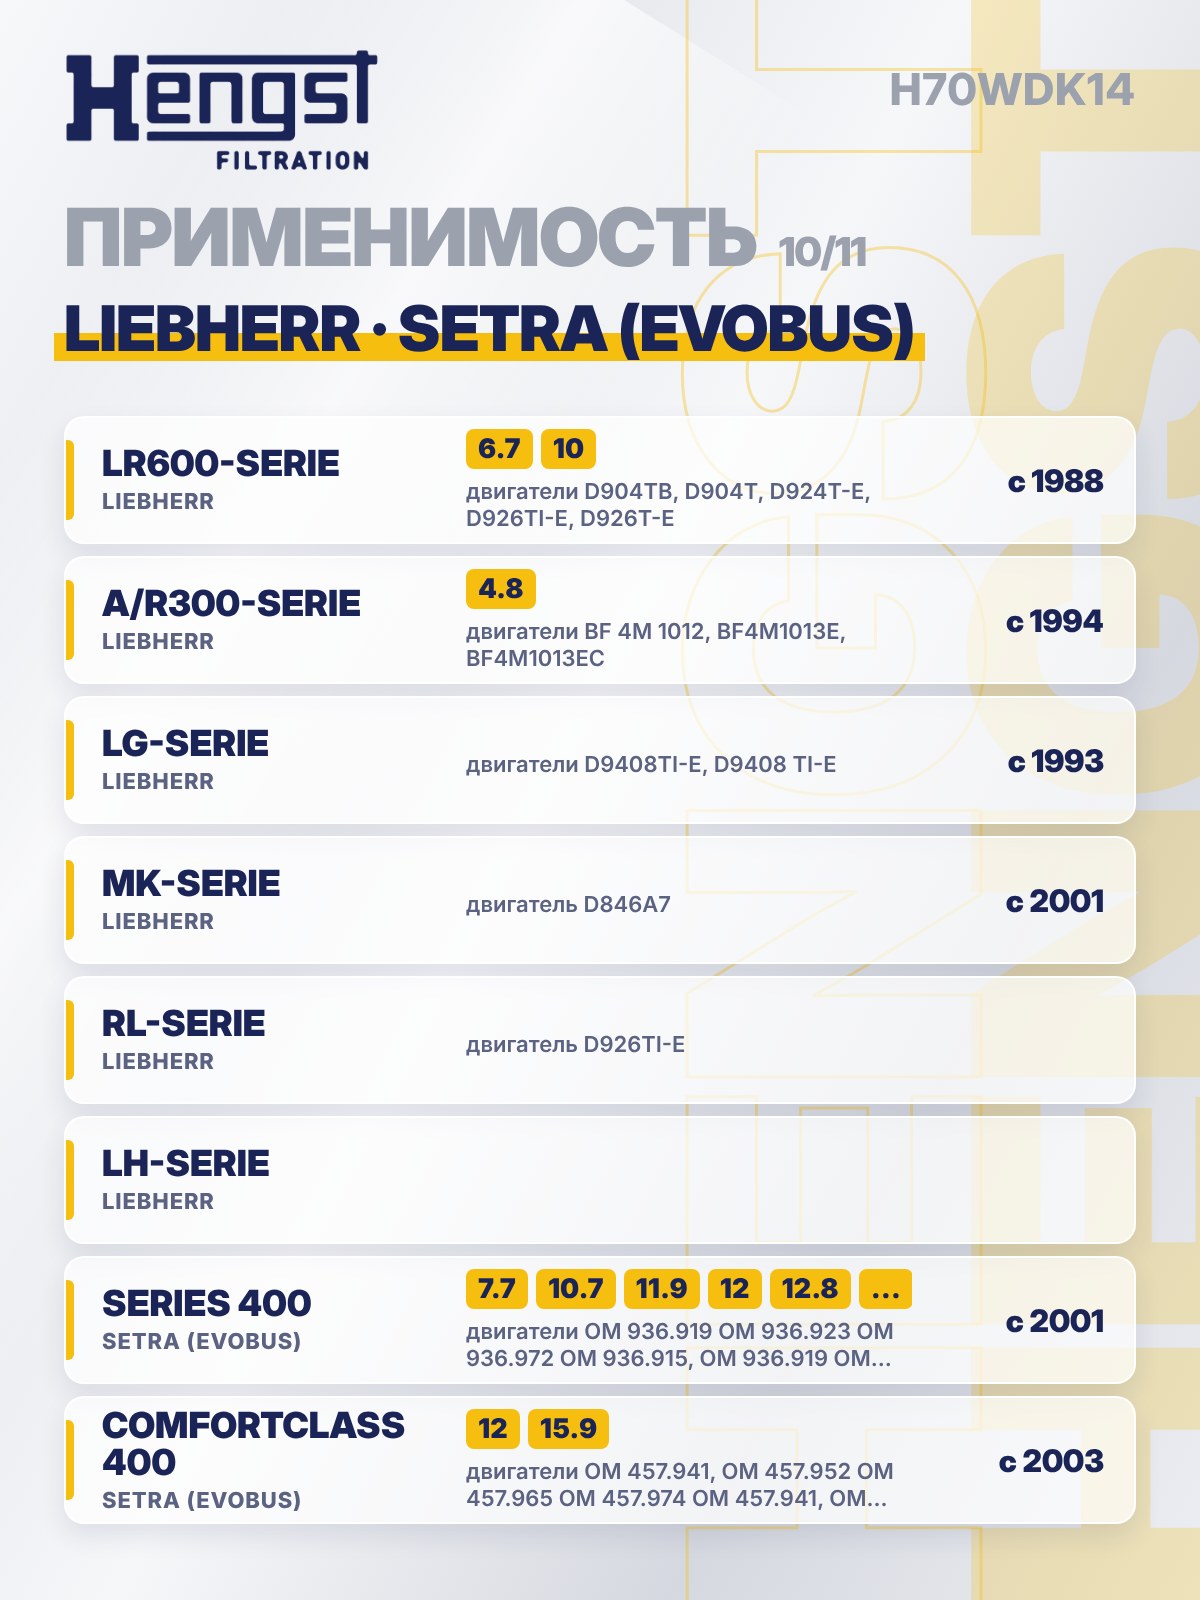 Hengst
FILTRATION
H70WDK14
ПРИМЕНИМОСТЬ 10/11
LIEBHERR · SETRA (EVOBUS)
LR600-SERIE
LIEBHERR
6.7 10
двигатели D904TB, D904T, D924T-E,
D926TI-E, D926T-E
с 1988
A/R300-SERIE
LIEBHERR
4.8
двигатели BF 4M 1012, BF4M1013E,
BF4M1013EC
с 1994
LG-SERIE
LIEBHERR
двигатели D9408TI-E, D9408 TI-E
с 1993
MK-SERIE
LIEBHERR
двигатель D846A7
с 2001
RL-SERIE
LIEBHERR
двигатель D926TI-E
LH-SERIE
LIEBHERR
SERIES 400
SETRA (EVOBUS)
7.7 10.7 11.9 12 12.8 ...
двигатели OM 936.919 OM 936.923 OM
936.972 OM 936.915, OM 936.919 OM...
с 2001
COMFORTCLASS
400
SETRA (EVOBUS)
12 15.9
двигатели OM 457.941, OM 457.952 OM
457.965 OM 457.974 OM 457.941, OM...
с 2003
HENGST
HENGST